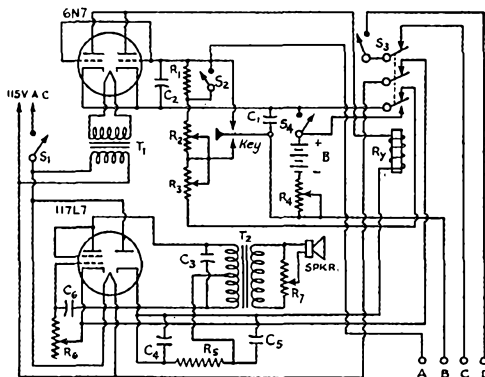 6N7
115V A C
S1
T1
C2
R1
S2
R2
R3
Key
C1
S4
+
B
-
R4
S3
Ry
117L7
C6
R6
C3
T2
SPKR.
R7
C4
R5
C5
A B C D